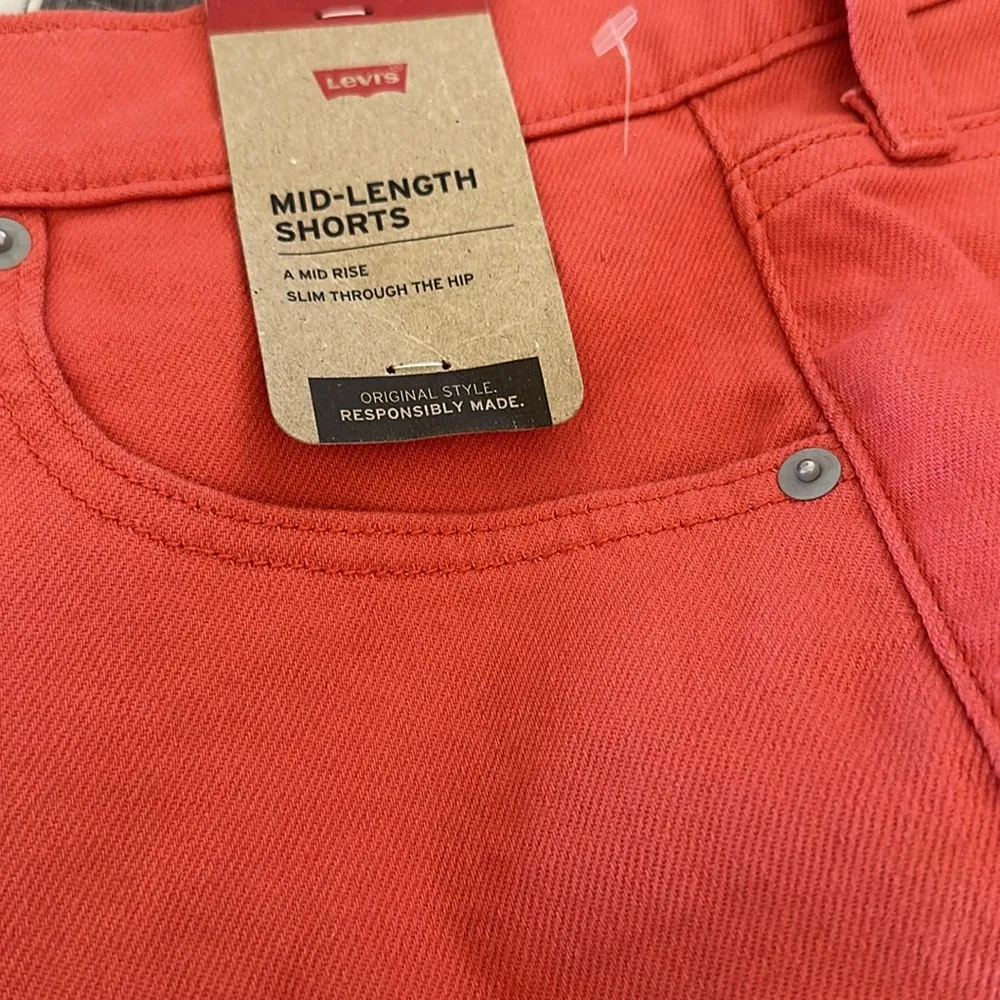 Levi's
MID-LENGTH
SHORTS
A MID RISE
SLIM THROUGH THE HIP
ORIGINAL STYLE.
RESPONSIBLY MADE.